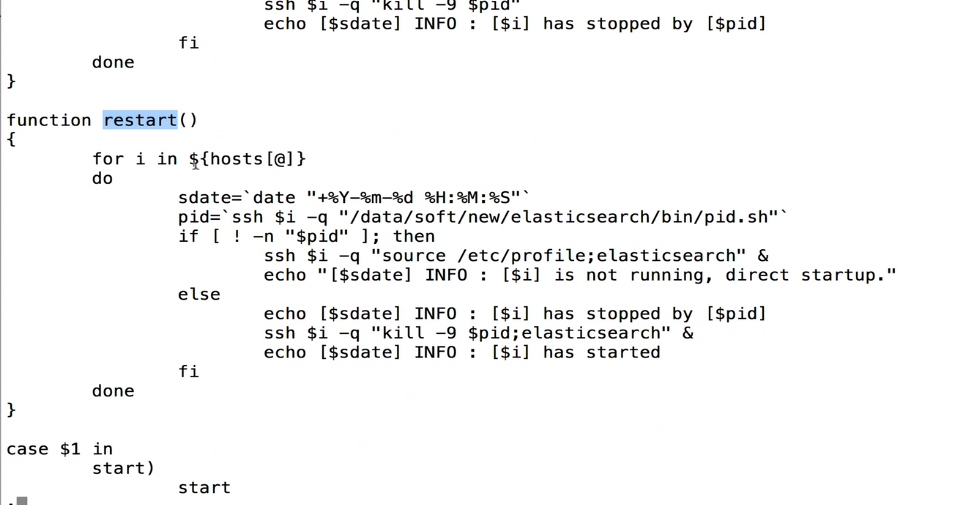 ssh $i -q "kill -9 $pid"
echo [$sdate] INFO : [$i] has stopped by [$pid]
fi
done
}
function restart()
{
for i in ${hosts[@]}
do
sdate=`date "+%Y-%m-%d %H:%M:%S"`
pid=`ssh $i -q "/data/soft/new/elasticsearch/bin/pid.sh"`
if [ ! -n "$pid" ]; then
ssh $i -q "source /etc/profile;elasticsearch" &
echo "[$sdate] INFO : [$i] is not running, direct startup."
else
echo [$sdate] INFO : [$i] has stopped by [$pid]
ssh $i -q "kill -9 $pid;elasticsearch" &
echo [$sdate] INFO : [$i] has started
fi
done
}
case $1 in
start)
start